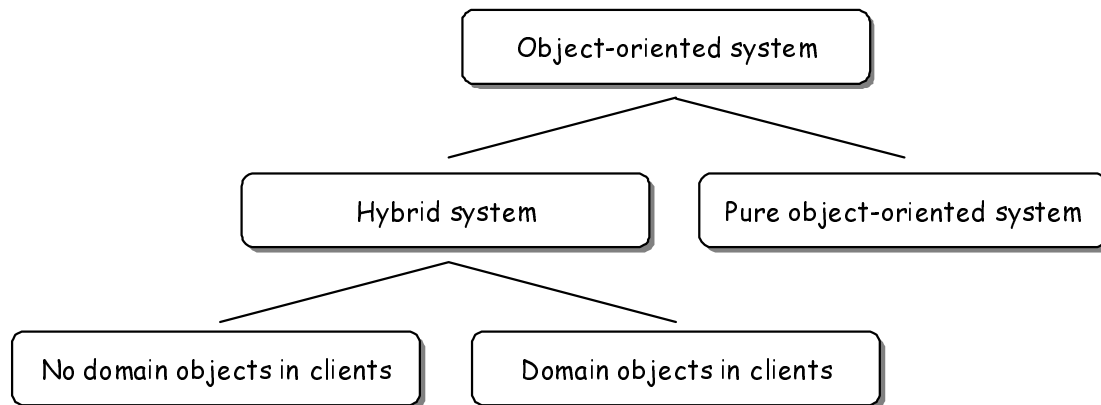 Object-oriented system
Hybrid system
Pure object-oriented system
No domain objects in clients
Domain objects in clients